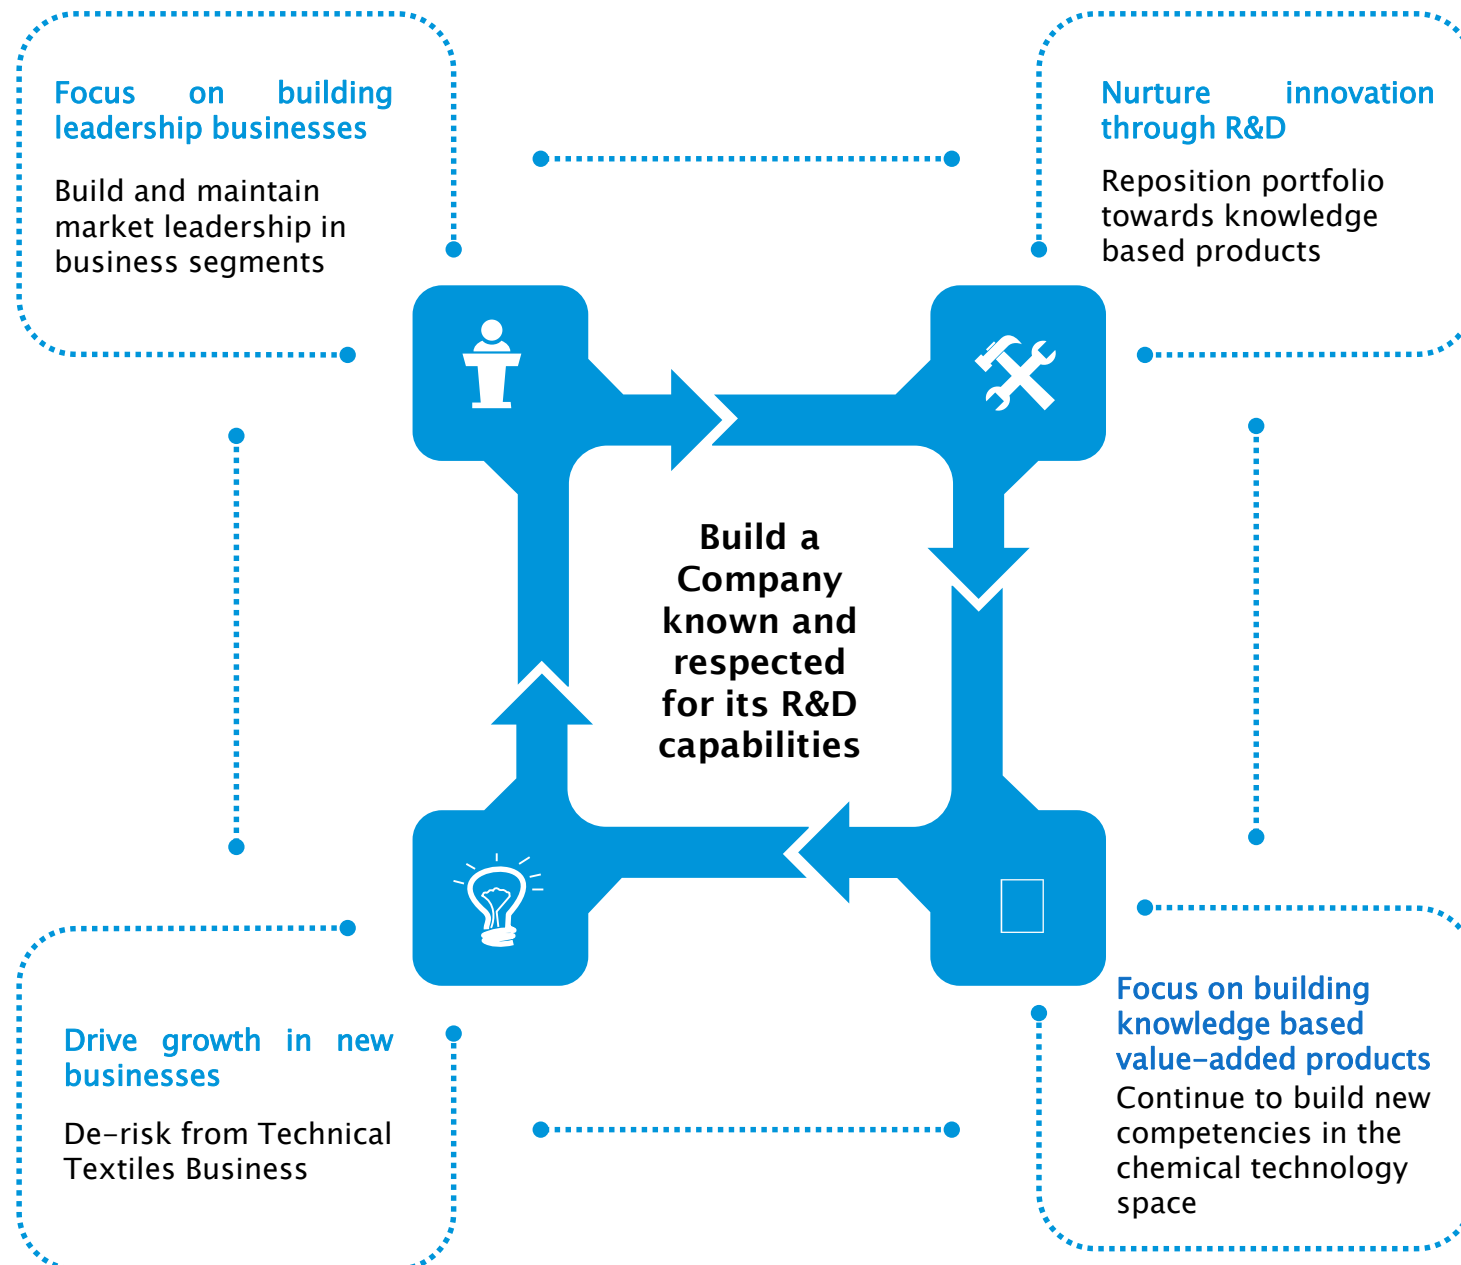 Focus on building
leadership businesses
Build and maintain
market leadership in
business segments
Nurture innovation
through R&D
Reposition portfolio
towards knowledge
based products
Build a
Company
known and
respected
for its R&D
capabilities
Drive growth in new
businesses
De-risk from Technical
Textiles Business
Focus on building
knowledge based
value-added products
Continue to build new
competencies in the
chemical technology
space